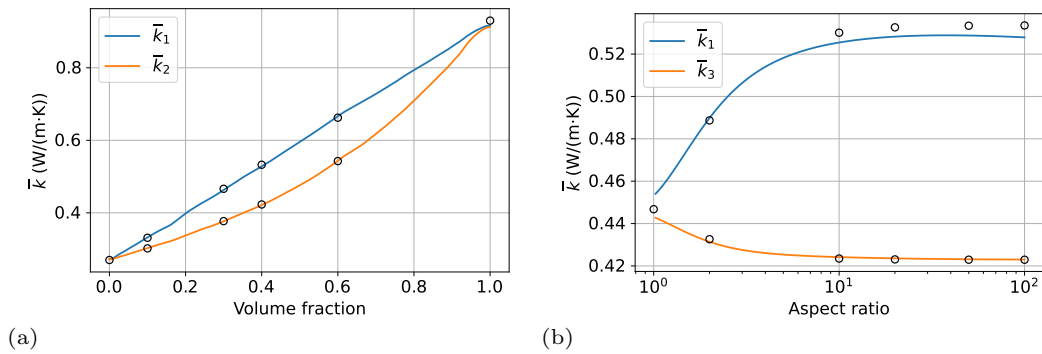 k̅₁
k̅₂
0.8
0.6
0.4
k̅ (W/(m·K))
0.0 0.2 0.4 0.6 0.8 1.0
Volume fraction
(a)
k̅₁
k̅₃
0.52
0.50
0.48
0.46
0.44
0.42
k̅ (W/(m·K))
10⁰ 10¹ 10²
Aspect ratio
(b)